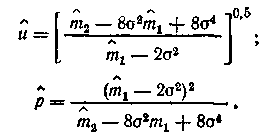 û = [ (m̂₂ − 8σ²m̂₁ + 8σ⁴) / (m̂₁ − 2σ²) ]^0,5 ;
p̂ = (m̂₁ − 2σ²)² / (m̂₂ − 8σ²m₁ + 8σ⁴) .